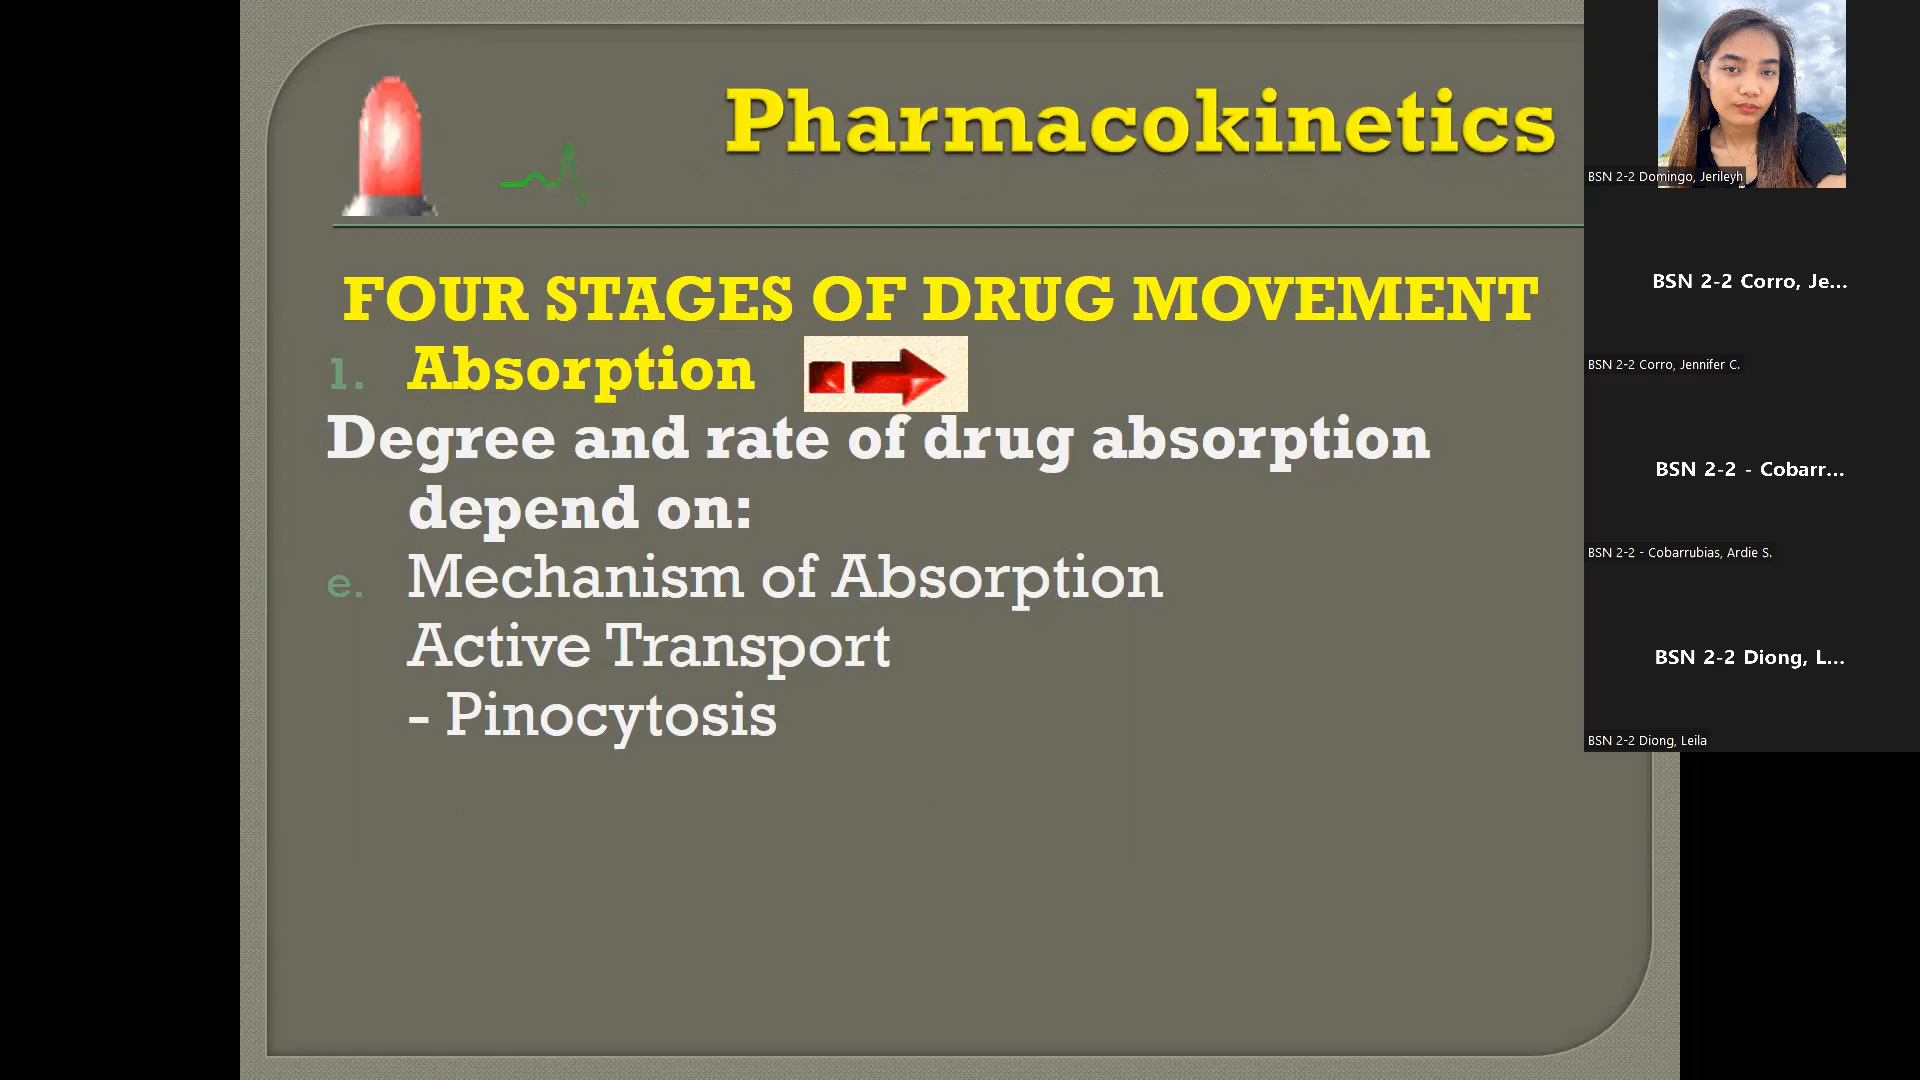 Pharmacokinetics
FOUR STAGES OF DRUG MOVEMENT
1. Absorption
Degree and rate of drug absorption
depend on:
e. Mechanism of Absorption
Active Transport
- Pinocytosis
BSN 2-2 Domingo, Jerileyh
BSN 2-2 Corro, Je...
BSN 2-2 Corro, Jennifer C.
BSN 2-2 - Cobarr...
BSN 2-2 - Cobarrubias, Ardie S.
BSN 2-2 Diong, L...
BSN 2-2 Diong, Leila